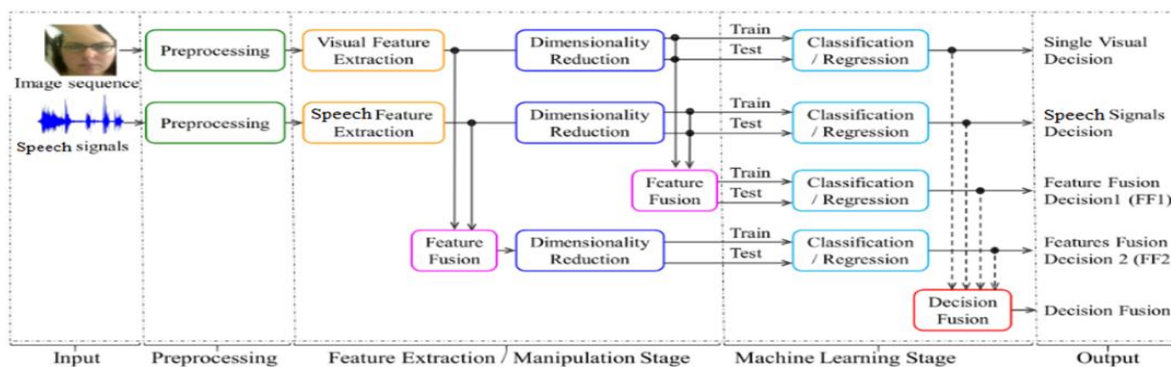 Image sequence
Speech signals
Preprocessing
Preprocessing
Visual Feature
Extraction
Speech Feature
Extraction
Dimensionality
Reduction
Dimensionality
Reduction
Train
Test
Train
Test
Classification
/ Regression
Classification
/ Regression
Single Visual
Decision
Speech Signals
Decision
Feature
Fusion
Train
Test
Classification
/ Regression
Feature Fusion
Decision1 (FF1)
Feature
Fusion
Dimensionality
Reduction
Train
Test
Classification
/Regression
Features Fusion
Decision 2 (FF2
Decision
Fusion
Decision Fusion
Input
Preprocessing
Feature Extraction / Manipulation Stage
Machine Learning Stage
Output